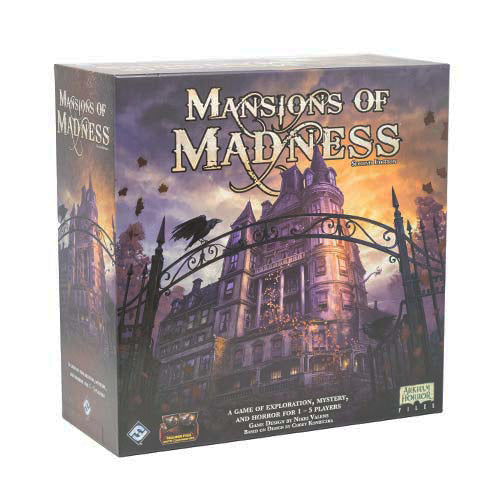 MANSIONS OF
MADNESS
SECOND EDITION
A GAME OF EXPLORATION, MYSTERY,
AND HORROR FOR 1 – 5 PLAYERS
GAME DESIGN BY NIKKI VALENS
BASED ON DESIGN BY COREY KONIECZKA
ARKHAM
HORROR
FILES
MANSIONS OF
MADNESS